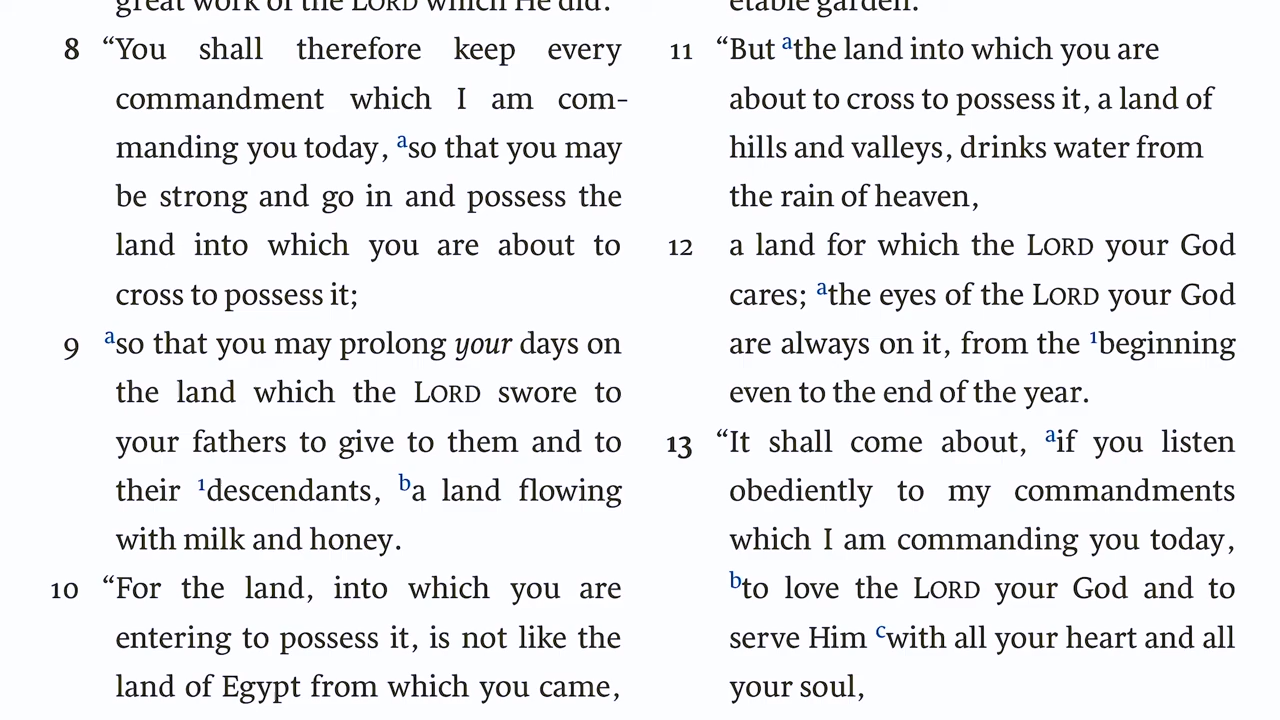 great work of the LORD which He did.
8 “You shall therefore keep every
commandment which I am com-
manding you today, aso that you may
be strong and go in and possess the
land into which you are about to
cross to possess it;
9 aso that you may prolong your days on
the land which the LORD swore to
your fathers to give to them and to
their 1descendants, ba land flowing
with milk and honey.
10 “For the land, into which you are
entering to possess it, is not like the
land of Egypt from which you came,
etable garden.
11 “But athe land into which you are
about to cross to possess it, a land of
hills and valleys, drinks water from
the rain of heaven,
12 a land for which the LORD your God
cares; athe eyes of the LORD your God
are always on it, from the 1beginning
even to the end of the year.
13 “It shall come about, aif you listen
obediently to my commandments
which I am commanding you today,
bto love the LORD your God and to
serve Him cwith all your heart and all
your soul,